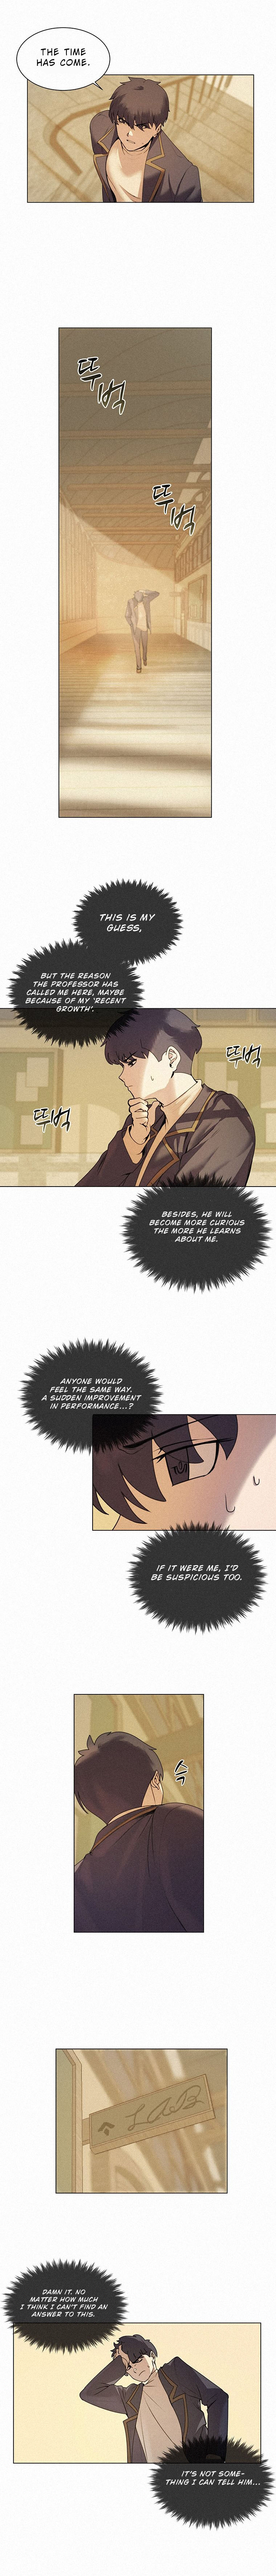 THE TIME
HAS COME.
뚜
벅
뚜
벅
THIS IS MY
GUESS,
BUT THE REASON
THE PROFESSOR HAS
CALLED ME HERE, MAYBE
BECAUSE OF MY 'RECENT
GROWTH'.
뚜벅
뚜벅
BESIDES, HE WILL
BECOME MORE CURIOUS
THE MORE HE LEARNS
ABOUT ME.
ANYONE WOULD
FEEL THE SAME WAY.
A SUDDEN IMPROVEMENT
IN PERFORMANCE...?
IF IT WERE ME, I'D
BE SUSPICIOUS TOO.
슥
LAB
DAMN IT. NO
MATTER HOW MUCH
I THINK I CAN'T FIND AN
ANSWER TO THIS.
IT'S NOT SOME-
THING I CAN TELL HIM...